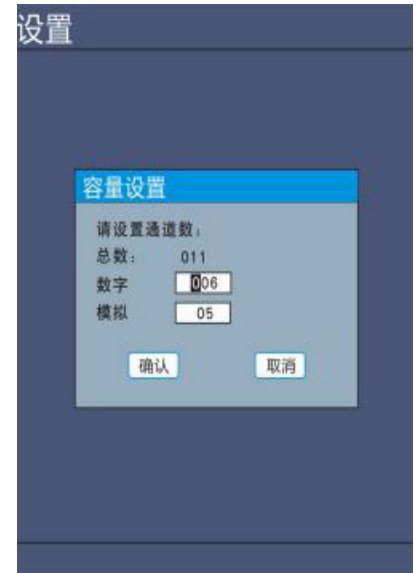 设置
容量设置
请设置通道数:
总数: 011
数字 006
模拟 05
确认 取消